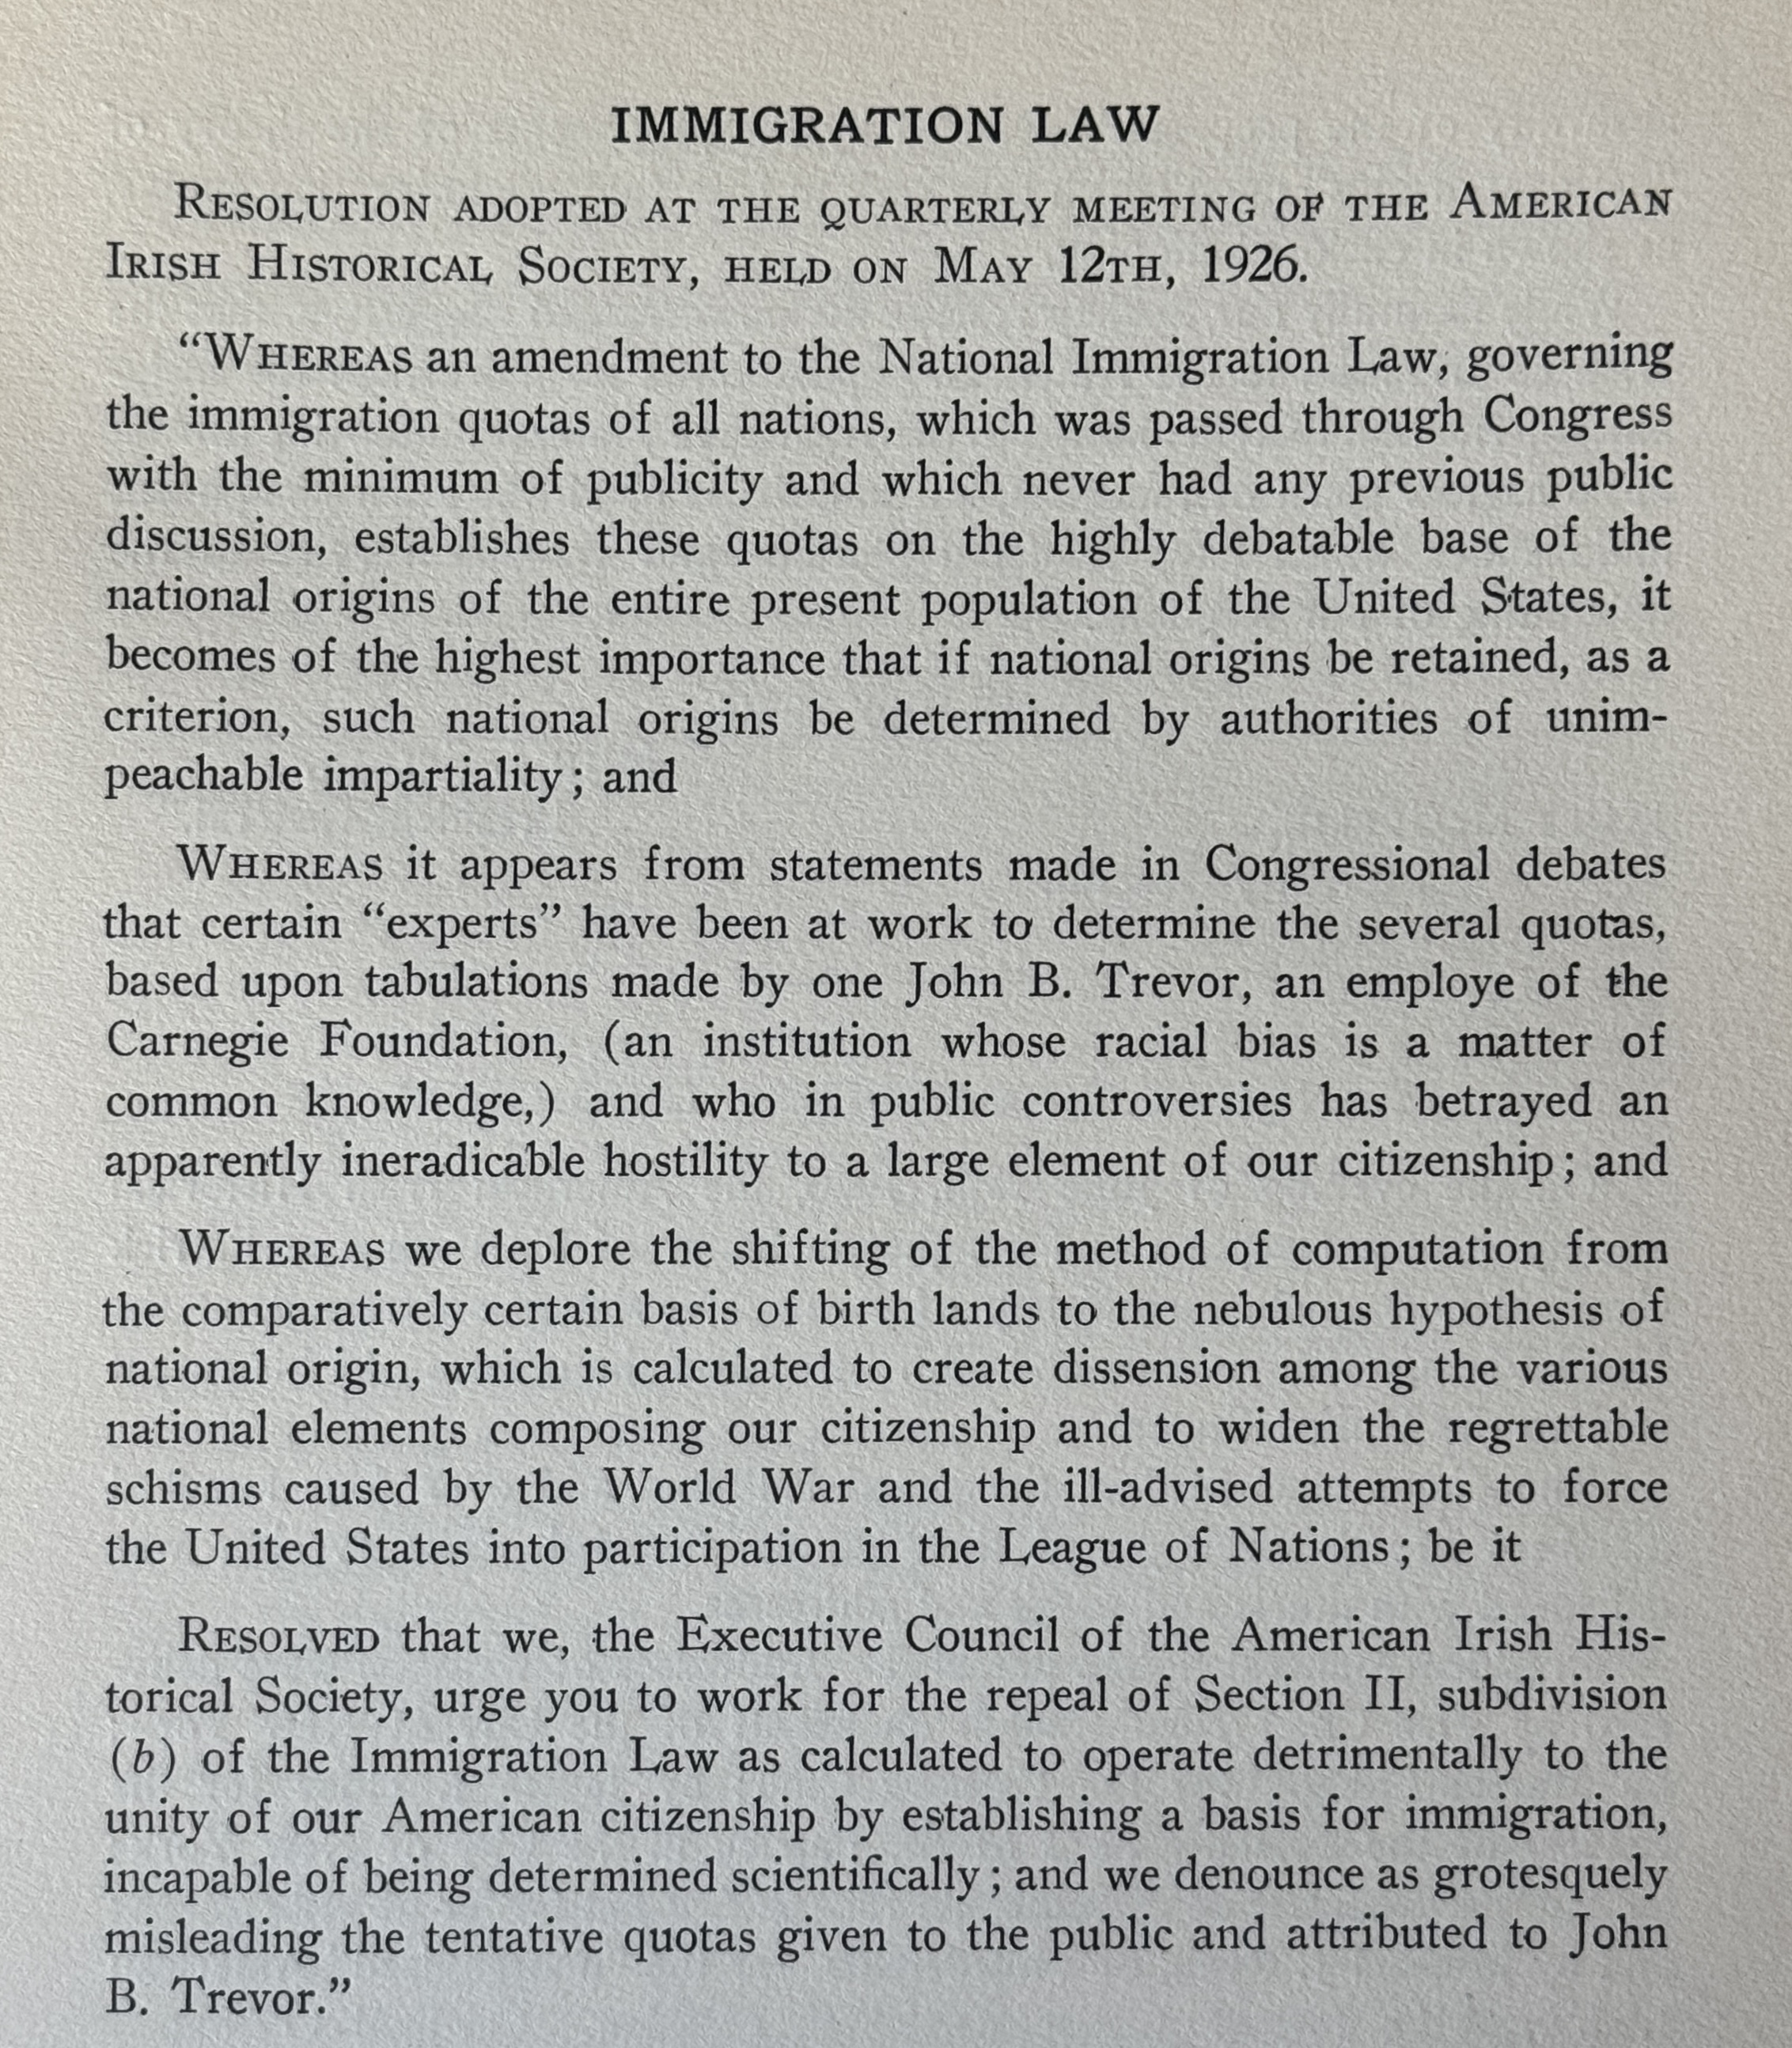 IMMIGRATION LAW
RESOLUTION ADOPTED AT THE QUARTERLY MEETING OF THE AMERICAN
IRISH HISTORICAL SOCIETY, HELD ON MAY 12TH, 1926.
“WHEREAS an amendment to the National Immigration Law, governing
the immigration quotas of all nations, which was passed through Congress
with the minimum of publicity and which never had any previous public
discussion, establishes these quotas on the highly debatable base of the
national origins of the entire present population of the United States, it
becomes of the highest importance that if national origins be retained, as a
criterion, such national origins be determined by authorities of unim-
peachable impartiality; and
WHEREAS it appears from statements made in Congressional debates
that certain “experts” have been at work to determine the several quotas,
based upon tabulations made by one John B. Trevor, an employe of the
Carnegie Foundation, (an institution whose racial bias is a matter of
common knowledge,) and who in public controversies has betrayed an
apparently ineradicable hostility to a large element of our citizenship; and
WHEREAS we deplore the shifting of the method of computation from
the comparatively certain basis of birth lands to the nebulous hypothesis of
national origin, which is calculated to create dissension among the various
national elements composing our citizenship and to widen the regrettable
schisms caused by the World War and the ill-advised attempts to force
the United States into participation in the League of Nations; be it
RESOLVED that we, the Executive Council of the American Irish His-
torical Society, urge you to work for the repeal of Section II, subdivision
(b) of the Immigration Law as calculated to operate detrimentally to the
unity of our American citizenship by establishing a basis for immigration,
incapable of being determined scientifically; and we denounce as grotesquely
misleading the tentative quotas given to the public and attributed to John
B. Trevor.”